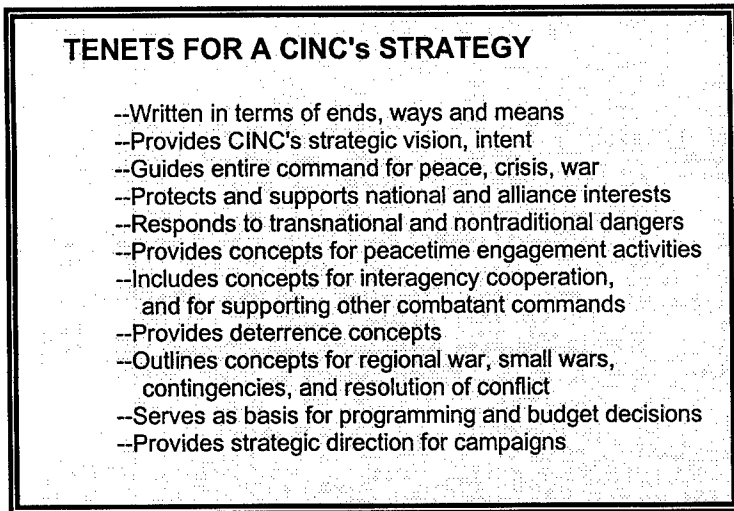 TENETS FOR A CINC's STRATEGY
--Written in terms of ends, ways and means
--Provides CINC's strategic vision, intent
--Guides entire command for peace, crisis, war
--Protects and supports national and alliance interests
--Responds to transnational and nontraditional dangers
--Provides concepts for peacetime engagement activities
--Includes concepts for interagency cooperation,
and for supporting other combatant commands
--Provides deterrence concepts
--Outlines concepts for regional war, small wars,
contingencies, and resolution of conflict
--Serves as basis for programming and budget decisions
--Provides strategic direction for campaigns